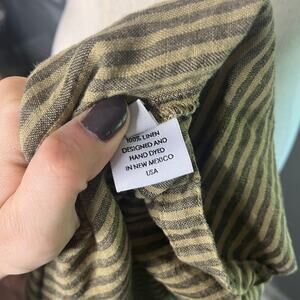 100% LINEN
DESIGNED AND
HAND DYED
IN NEW MEXICO
USA